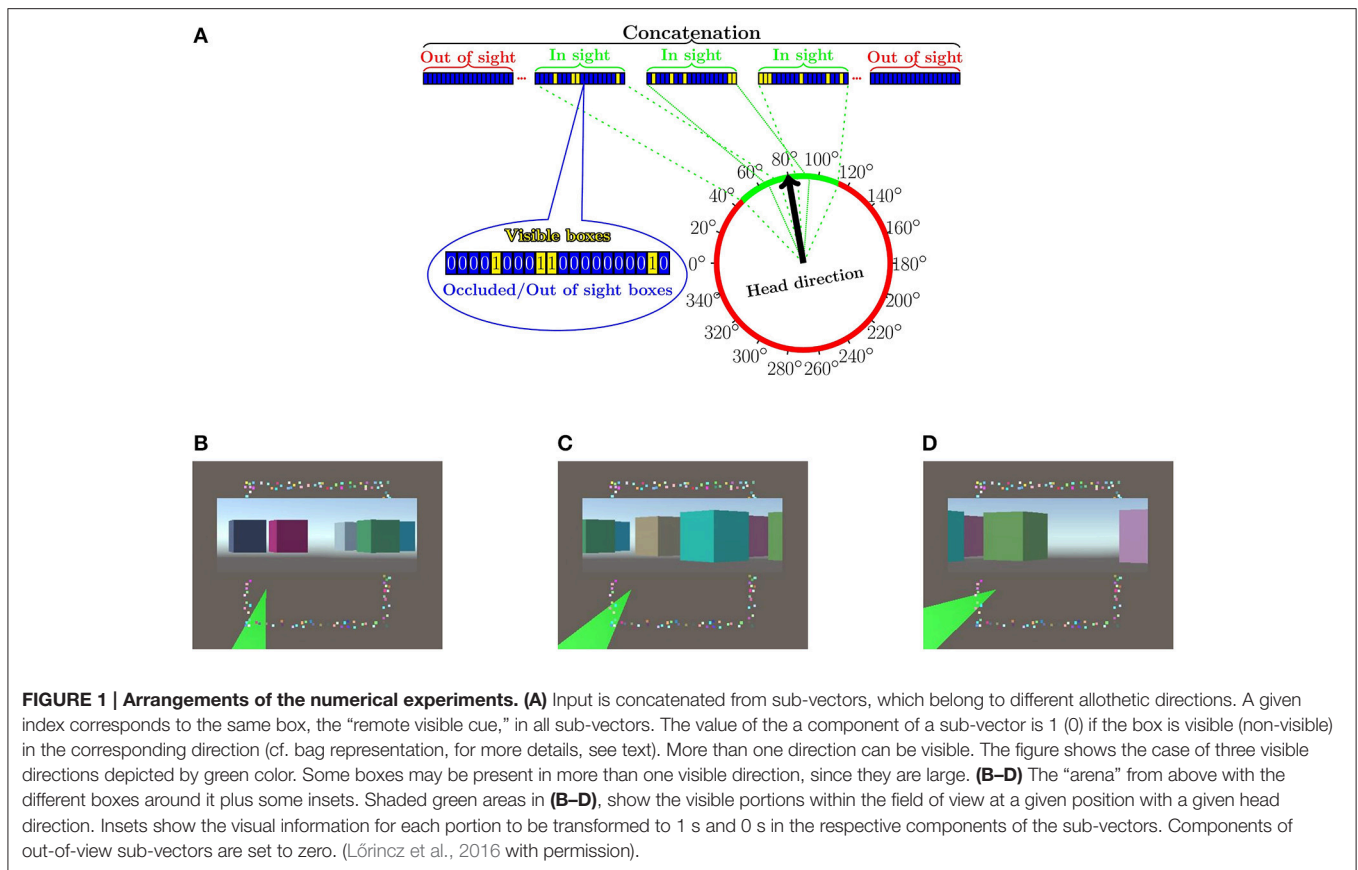 A
Concatenation
Out of sight
In sight
In sight
In sight
Out of sight
... ...
80° 100°
60° 120°
40° 140°
20° 160°
0° 180°
340° 200°
320° 220°
300° 240°
280° 260°
Head direction
Visible boxes
00001000110000000010
Occluded/Out of sight boxes
B
C
D
FIGURE 1 | Arrangements of the numerical experiments. (A) Input is concatenated from sub-vectors, which belong to different allothetic directions. A given
index corresponds to the same box, the “remote visible cue,” in all sub-vectors. The value of the a component of a sub-vector is 1 (0) if the box is visible (non-visible)
in the corresponding direction (cf. bag representation, for more details, see text). More than one direction can be visible. The figure shows the case of three visible
directions depicted by green color. Some boxes may be present in more than one visible direction, since they are large. (B–D) The “arena” from above with the
different boxes around it plus some insets. Shaded green areas in (B–D), show the visible portions within the field of view at a given position with a given head
direction. Insets show the visual information for each portion to be transformed to 1 s and 0 s in the respective components of the sub-vectors. Components of
out-of-view sub-vectors are set to zero. (Lőrincz et al., 2016 with permission).